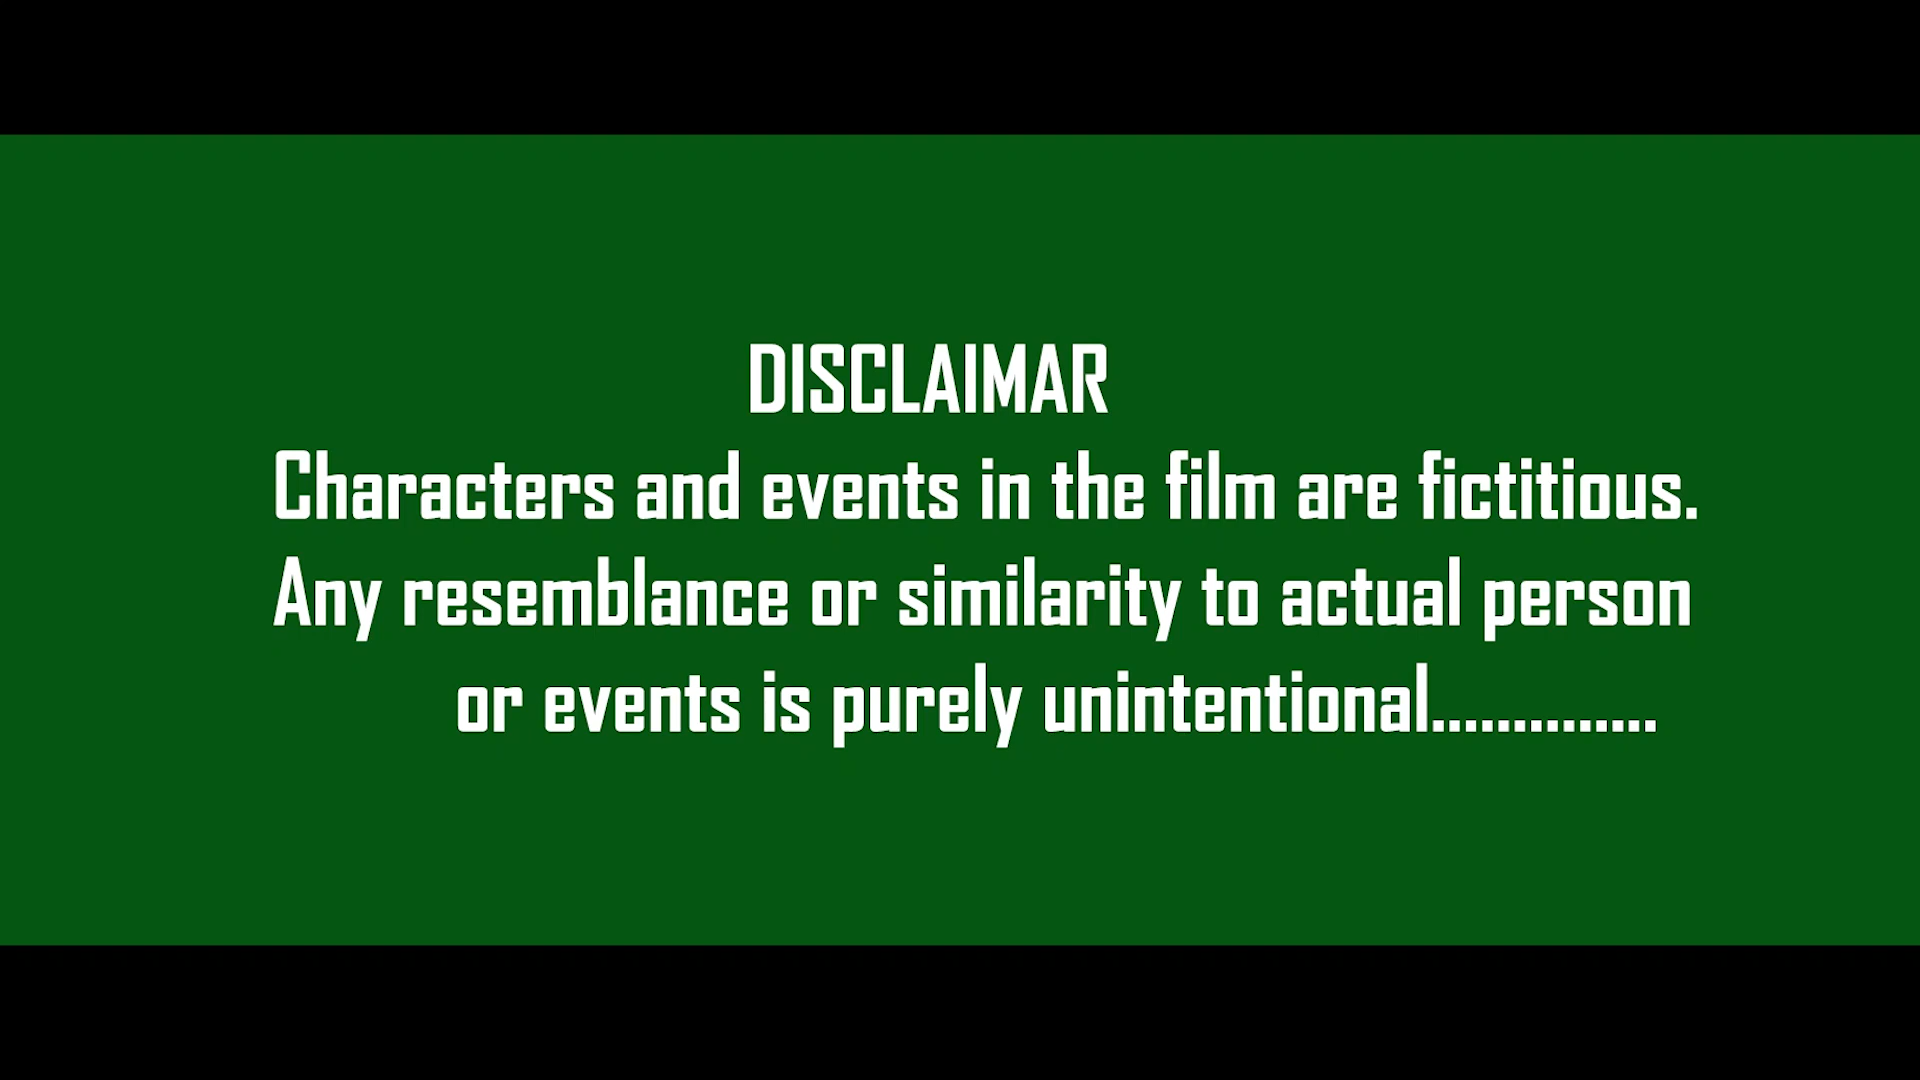 DISCLAIMAR
Characters and events in the film are fictitious.
Any resemblance or similarity to actual person
or events is purely unintentional..............